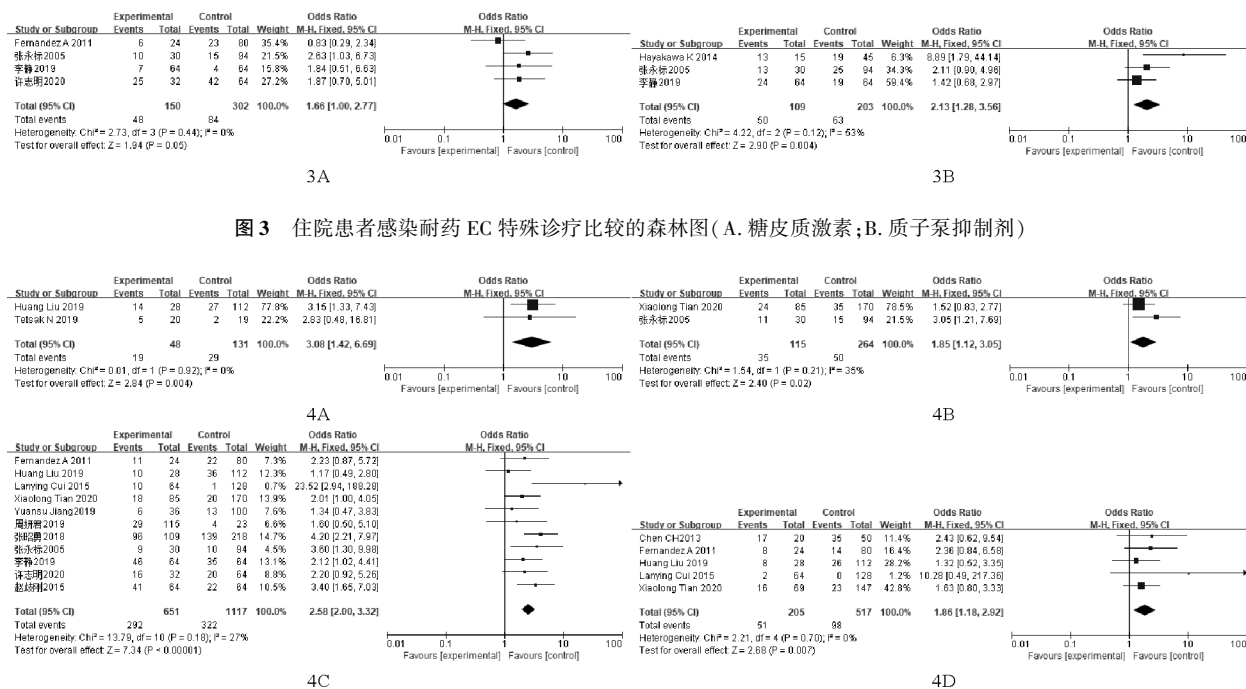 Experimental Control Odds Ratio Odds Ratio
Study or Subgroup Events Total Events Total Weight M-H, Fixed, 95% CI M-H, Fixed, 95% CI
Fernandez A 2011 6 24 23 80 35.4% 0.83 [0.29, 2.34]
张永标2005 10 30 15 94 21.5% 2.63 [1.03, 6.73]
李静2019 7 64 4 64 15.8% 1.84 [0.51, 6.63]
许志明2020 25 32 42 64 27.2% 1.87 [0.70, 5.01]
Total (95% CI) 150 302 100.0% 1.66 [1.00, 2.77]
Total events 48 84
Heterogeneity: Chi² = 2.73, df = 3 (P = 0.44); I² = 0%
Test for overall effect: Z = 1.94 (P = 0.05)
0.01 0.1 1 10 100
Favours [experimental] Favours [control]
3A
Experimental Control Odds Ratio Odds Ratio
Study or Subgroup Events Total Events Total Weight M-H, Fixed, 95% CI M-H, Fixed, 95% CI
Hayakawa K 2014 13 15 19 45 6.3% 8.89 [1.79, 44.14]
张永标2005 13 30 25 94 34.3% 2.11 [0.90, 4.96]
李静2019 24 64 19 64 59.4% 1.42 [0.68, 2.97]
Total (95% CI) 109 203 100.0% 2.13 [1.28, 3.56]
Total events 50 63
Heterogeneity: Chi² = 4.22, df = 2 (P = 0.12); I² = 53%
Test for overall effect: Z = 2.90 (P = 0.004)
0.01 0.1 1 10 100
Favours [experimental] Favours [control]
3B
图3 住院患者感染耐药EC特殊诊疗比较的森林图(A.糖皮质激素;B.质子泵抑制剂)
Experimental Control Odds Ratio Odds Ratio
Study or Subgroup Events Total Events Total Weight M-H, Fixed, 95% CI M-H, Fixed, 95% CI
Huang Liu 2019 14 28 27 112 77.8% 3.15 [1.33, 7.43]
Tetsak N 2019 5 20 2 19 22.2% 2.83 [0.48, 16.81]
Total (95% CI) 48 131 100.0% 3.08 [1.42, 6.69]
Total events 19 29
Heterogeneity: Chi² = 0.01, df = 1 (P = 0.92); I² = 0%
Test for overall effect: Z = 2.84 (P = 0.004)
0.01 0.1 1 10 100
Favours [experimental] Favours [control]
4A
Experimental Control Odds Ratio Odds Ratio
Study or Subgroup Events Total Events Total Weight M-H, Fixed, 95% CI M-H, Fixed, 95% CI
Xiaolong Tian 2020 24 85 35 170 78.5% 1.52 [0.83, 2.77]
张永标2005 11 30 15 94 21.5% 3.05 [1.21, 7.69]
Total (95% CI) 115 264 100.0% 1.85 [1.12, 3.05]
Total events 35 50
Heterogeneity: Chi² = 1.54, df = 1 (P = 0.21); I² = 35%
Test for overall effect: Z = 2.40 (P = 0.02)
0.01 0.1 1 10 100
Favours [experimental] Favours [control]
4B
Experimental Control Odds Ratio Odds Ratio
Study or Subgroup Events Total Events Total Weight M-H, Fixed, 95% CI M-H, Fixed, 95% CI
Fernandez A 2011 11 24 22 80 7.3% 2.23 [0.87, 5.72]
Huang Liu 2019 10 28 36 112 12.3% 1.17 [0.49, 2.80]
Lanying Cui 2015 10 64 1 128 0.7% 23.52 [2.94, 188.28]
Xiaolong Tian 2020 18 85 20 170 13.9% 2.01 [1.00, 4.05]
Yuansu Jiang2019 6 36 13 100 7.6% 1.34 [0.47, 3.83]
2019 29 115 4 23 6.6% 1.60 [0.50, 5.10]
张昭勇2018 96 109 139 218 15.9% 4.20 [2.21, 7.97]
张永标2005 9 30 10 94 4.5% 3.60 [1.30, 9.98]
李静2019 46 64 35 64 12.1% 2.12 [1.02, 4.41]
许志明2020 16 32 20 64 8.8% 2.20 [0.92, 5.26]
2015 41 64 22 64 10.5% 3.40 [1.65, 7.03]
Total (95% CI) 651 1117 100.0% 2.58 [2.00, 3.32]
Total events 292 322
Heterogeneity: Chi² = 13.79, df = 10 (P = 0.18); I² = 27%
Test for overall effect: Z = 7.34 (P < 0.00001)
0.01 0.1 1 10 100
Favours [experimental] Favours [control]
4C
Experimental Control Odds Ratio Odds Ratio
Study or Subgroup Events Total Events Total Weight M-H, Fixed, 95% CI M-H, Fixed, 95% CI
Chen CH2013 17 20 35 50 11.4% 2.43 [0.62, 9.54]
Fernandez A 2011 8 24 14 80 16.4% 2.36 [0.84, 6.58]
Huang Liu 2019 8 28 26 112 22.9% 1.32 [0.52, 3.35]
Lanying Cui 2015 2 64 0 128 1.2% 10.28 [0.49, 217.36]
Xiaolong Tian 2020 16 69 23 147 42.8% 1.63 [0.80, 3.33]
Total (95% CI) 205 517 100.0% 1.86 [1.18, 2.92]
Total events 51 98
Heterogeneity: Chi² = 2.21, df = 4 (P = 0.70); I² = 0%
Test for overall effect: Z = 2.68 (P = 0.007)
0.01 0.1 1 10 100
Favours [experimental] Favours [control]
4D